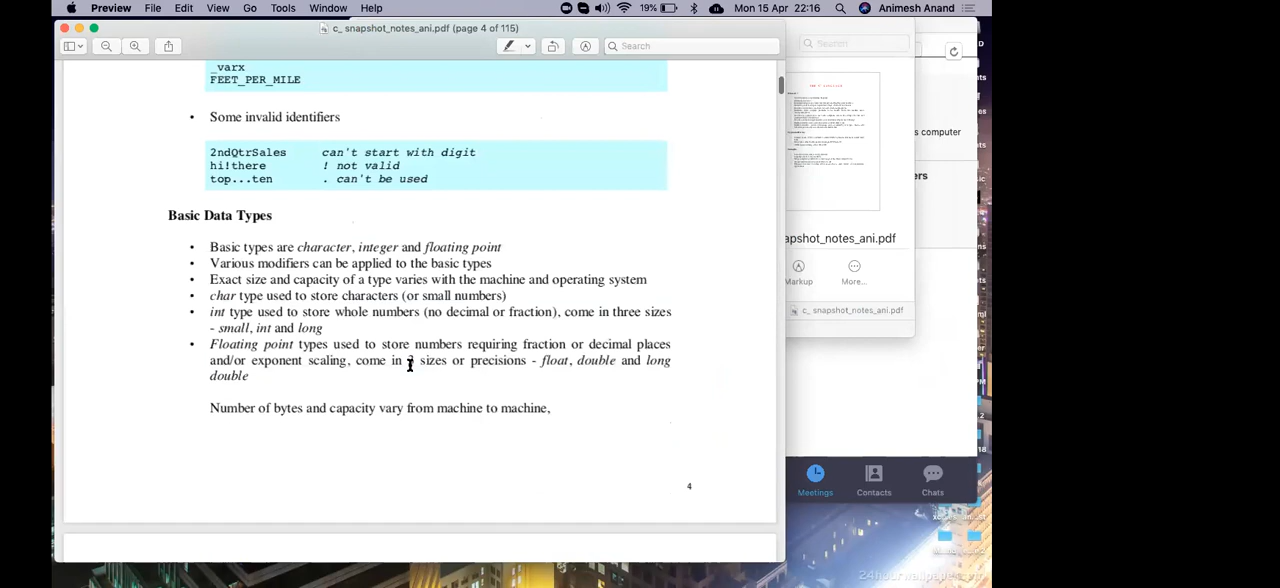 Preview File Edit View Go Tools Window Help 19% Mon 15 Apr 22:16 Animesh Anand
c_ snapshot_notes_ani.pdf (page 4 of 115)
Search
Search
_varx
FEET_PER_MILE
• Some invalid identifiers
2ndQtrSales can't start with digit
hi!there ! not valid
top...ten . can't be used
Basic Data Types
• Basic types are character, integer and floating point
• Various modifiers can be applied to the basic types
• Exact size and capacity of a type varies with the machine and operating system
• char type used to store characters (or small numbers)
• int type used to store whole numbers (no decimal or fraction), come in three sizes
- small, int and long
• Floating point types used to store numbers requiring fraction or decimal places
and/or exponent scaling, come in sizes or precisions - float, double and long
double
Number of bytes and capacity vary from machine to machine,
4
s computer
ers
apshot_notes_ani.pdf
Markup More...
c_ snapshot_notes_ani.pdf
Meetings Contacts Chats
24hourwallpapers